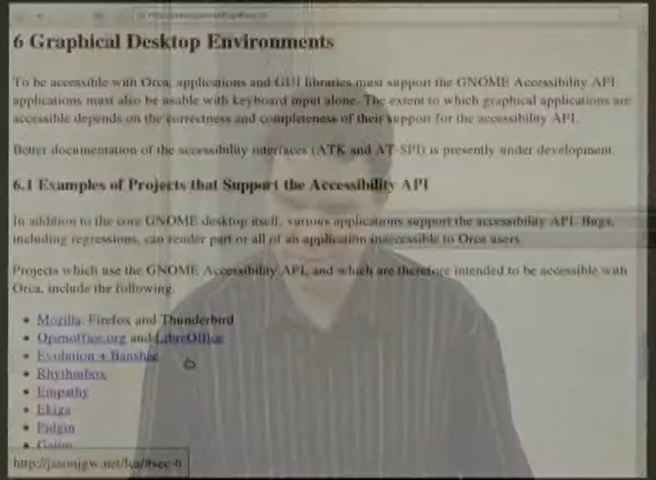 6 Graphical Desktop Environments
To be accessible with Orca, applications and GUI libraries must support the GNOME Accessibility API.
applications must also be usable with keyboard input alone. The extent to which graphical applications are
accessible depends on the correctness and completeness of their support for the accessibility API.
Better documentation of the accessibility interfaces (ATK and AT-SPI) is presently under development.
6.1 Examples of Projects that Support the Accessibility API
In addition to the core GNOME desktop itself, various applications support the accessibility API. Bugs,
including regressions, can render part or all of an application inaccessible to Orca users.
Projects which use the GNOME Accessibility API, and which are therefore intended to be accessible with
Orca, include the following.
• Mozilla: Firefox and Thunderbird
• Openoffice.org and LibreOffice
• Evolution + Banshee
• Rhythmbox
• Empathy
• Ekiga
• Pidgin
http://jasonjgw.net/lca/#sec-6